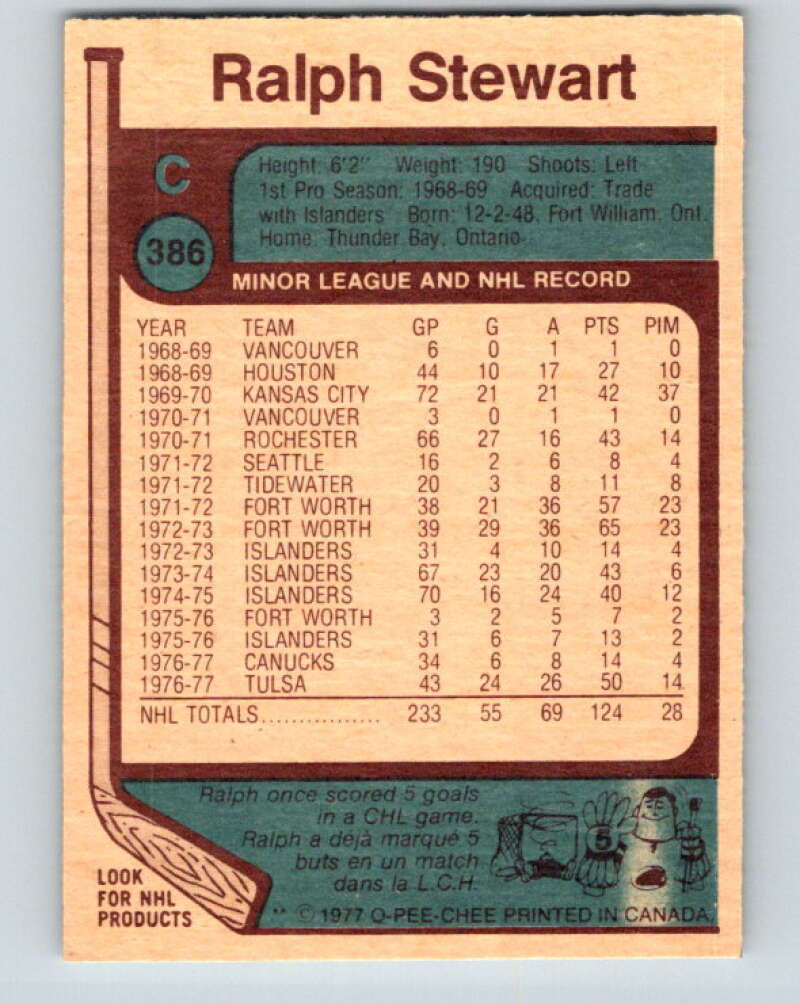 Ralph Stewart
C
386
Height: 6'2" Weight: 190 Shoots: Left
1st Pro Season: 1968-69 Acquired: Trade
with Islanders Born: 12-2-48, Fort William, Ont.
Home: Thunder Bay, Ontario
MINOR LEAGUE AND NHL RECORD
YEAR TEAM GP G A PTS PIM
1968-69 VANCOUVER 6 0 1 1 0
1968-69 HOUSTON 44 10 17 27 10
1969-70 KANSAS CITY 72 21 21 42 37
1970-71 VANCOUVER 3 0 1 1 0
1970-71 ROCHESTER 66 27 16 43 14
1971-72 SEATTLE 16 2 6 8 4
1971-72 TIDEWATER 20 3 8 11 8
1971-72 FORT WORTH 38 21 36 57 23
1972-73 FORT WORTH 39 29 36 65 23
1972-73 ISLANDERS 31 4 10 14 4
1973-74 ISLANDERS 67 23 20 43 6
1974-75 ISLANDERS 70 16 24 40 12
1975-76 FORT WORTH 3 2 5 7 2
1975-76 ISLANDERS 31 6 7 13 2
1976-77 CANUCKS 34 6 8 14 4
1976-77 TULSA 43 24 26 50 14
NHL TOTALS................ 233 55 69 124 28
Ralph once scored 5 goals
in a CHL game.
Ralph a dejà marqué 5
buts en un match
dans la L.C.H.
5
LOOK
FOR NHL
PRODUCTS
** © 1977 O-PEE-CHEE PRINTED IN CANADA